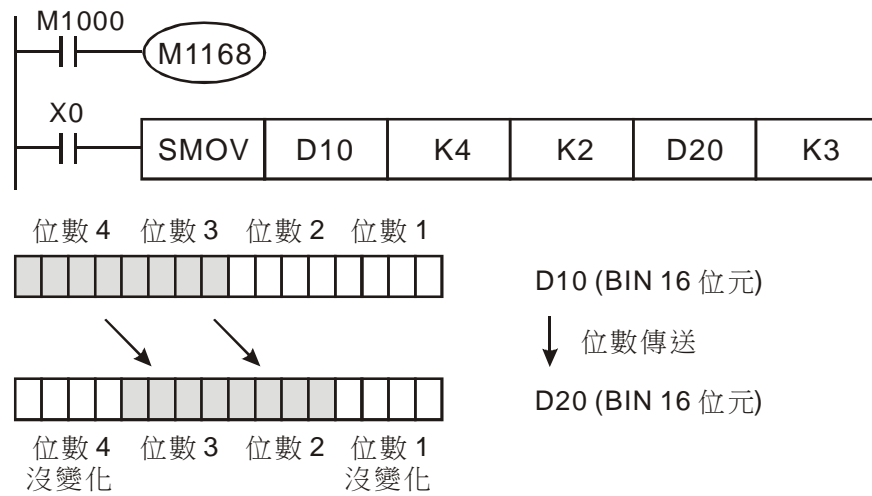 M1000
M1168
X0
SMOV D10 K4 K2 D20 K3
位數 4 位數 3 位數 2 位數 1
D10 (BIN 16 位元)
位數傳送
D20 (BIN 16 位元)
位數 4 位數 3 位數 2 位數 1
沒變化 沒變化